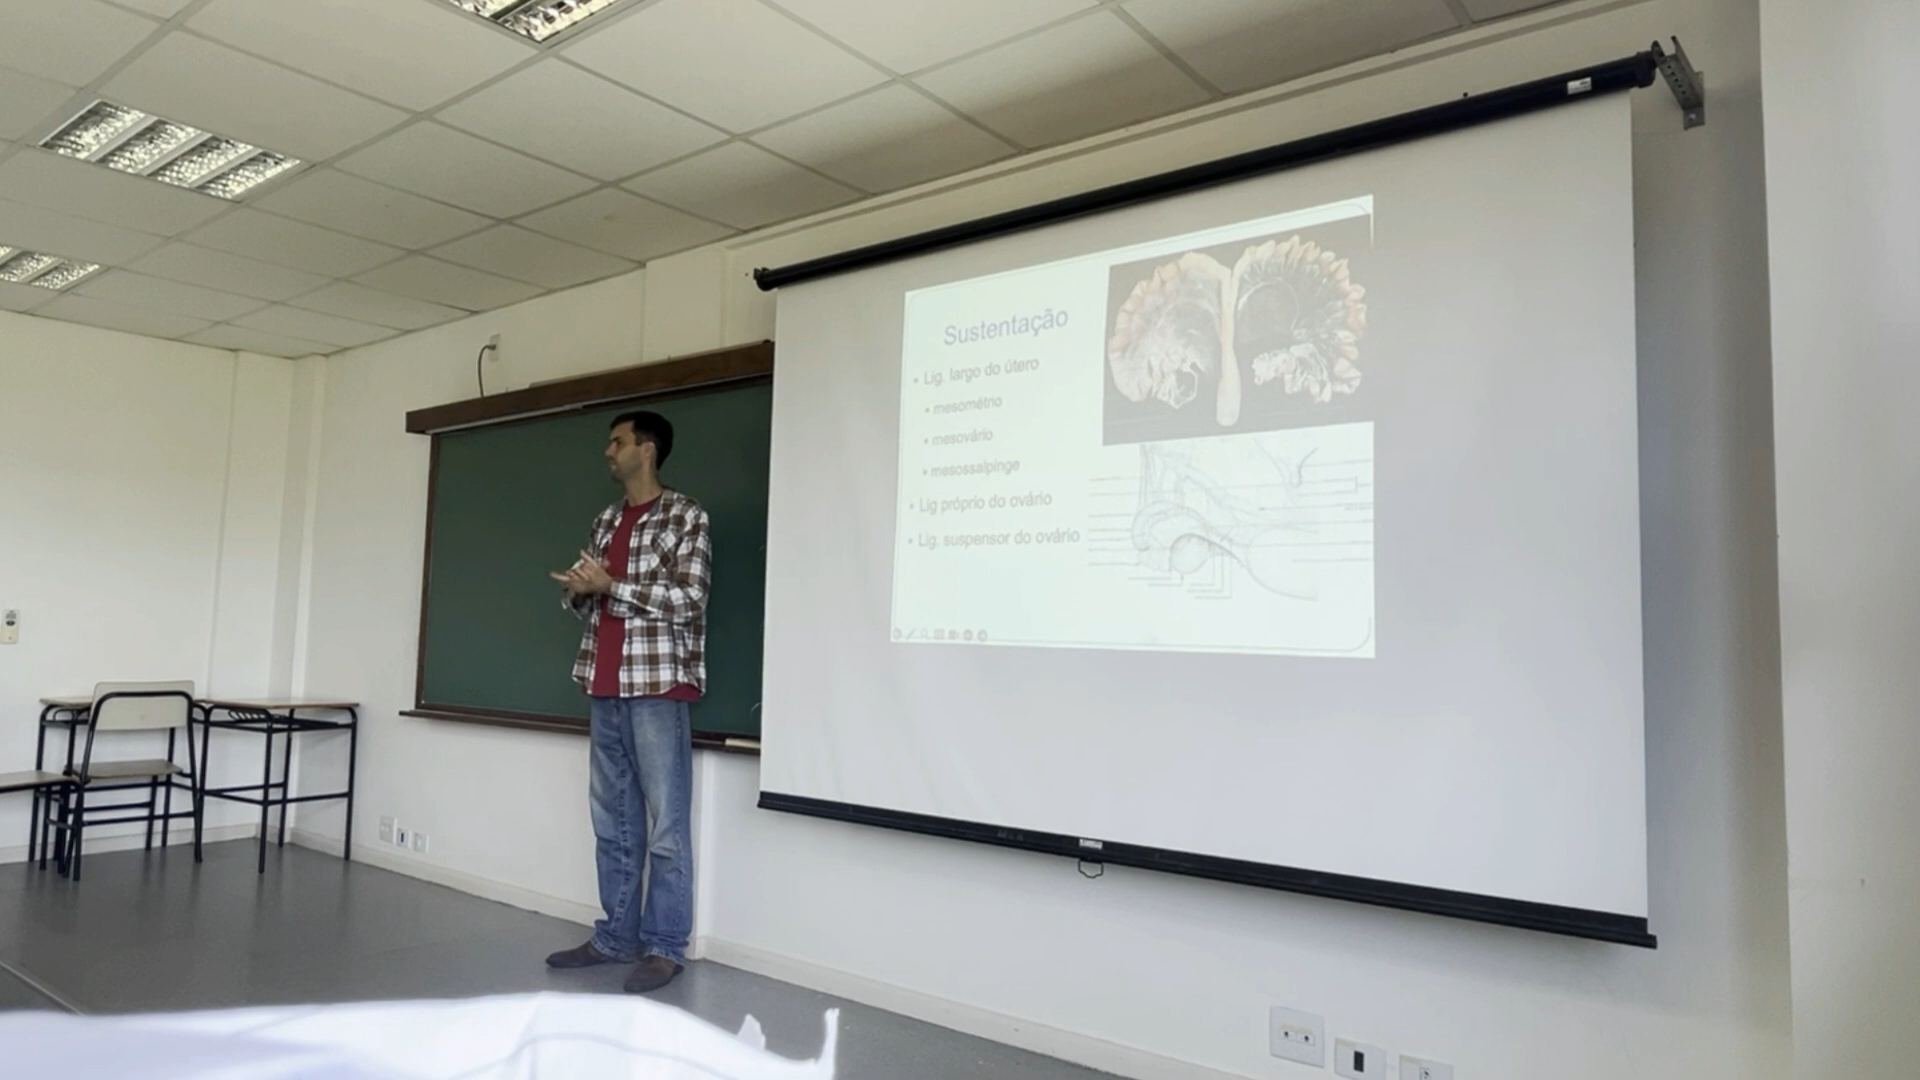 Sustentação
• Lig. largo do útero
• mesométrio
• mesovário
• mesossalpinge
• Lig próprio do ovário
• Lig. suspensor do ovário